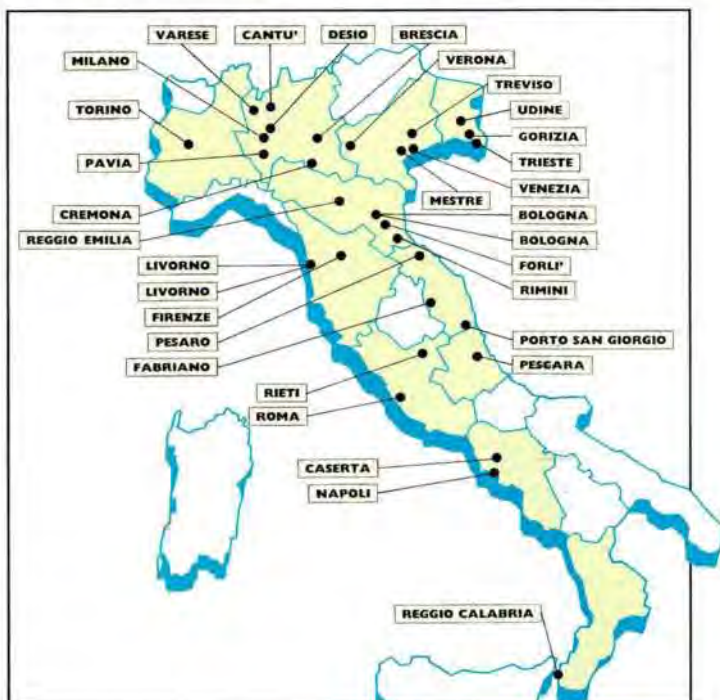 VARESE
CANTU'
DESIO
BRESCIA
MILANO
VERONA
TREVISO
TORINO
UDINE
GORIZIA
PAVIA
TRIESTE
VENEZIA
MESTRE
CREMONA
BOLOGNA
REGGIO EMILIA
BOLOGNA
LIVORNO
FORLI'
LIVORNO
RIMINI
FIRENZE
PESARO
PORTO SAN GIORGIO
FABRIANO
PESCARA
RIETI
ROMA
CASERTA
NAPOLI
REGGIO CALABRIA